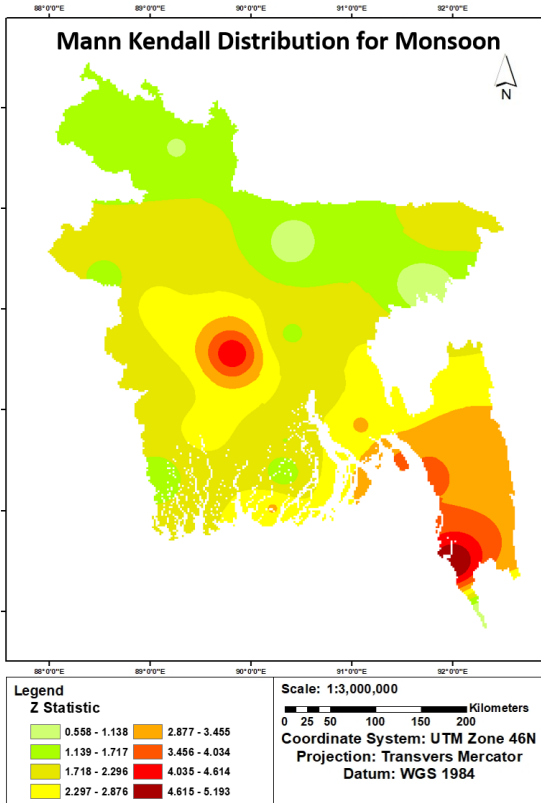 88°0'0"E 89°0'0"E 90°0'0"E 91°0'0"E 92°0'0"E
Mann Kendall Distribution for Monsoon
N
88°0'0"E 89°0'0"E 90°0'0"E 91°0'0"E 92°0'0"E
Legend
Z Statistic
0.558 - 1.138
1.139 - 1.717
1.718 - 2.296
2.297 - 2.876
2.877 - 3.455
3.456 - 4.034
4.035 - 4.614
4.615 - 5.193
Scale: 1:3,000,000
Kilometers
0 25 50 100 150 200
Coordinate System: UTM Zone 46N
Projection: Transvers Mercator
Datum: WGS 1984